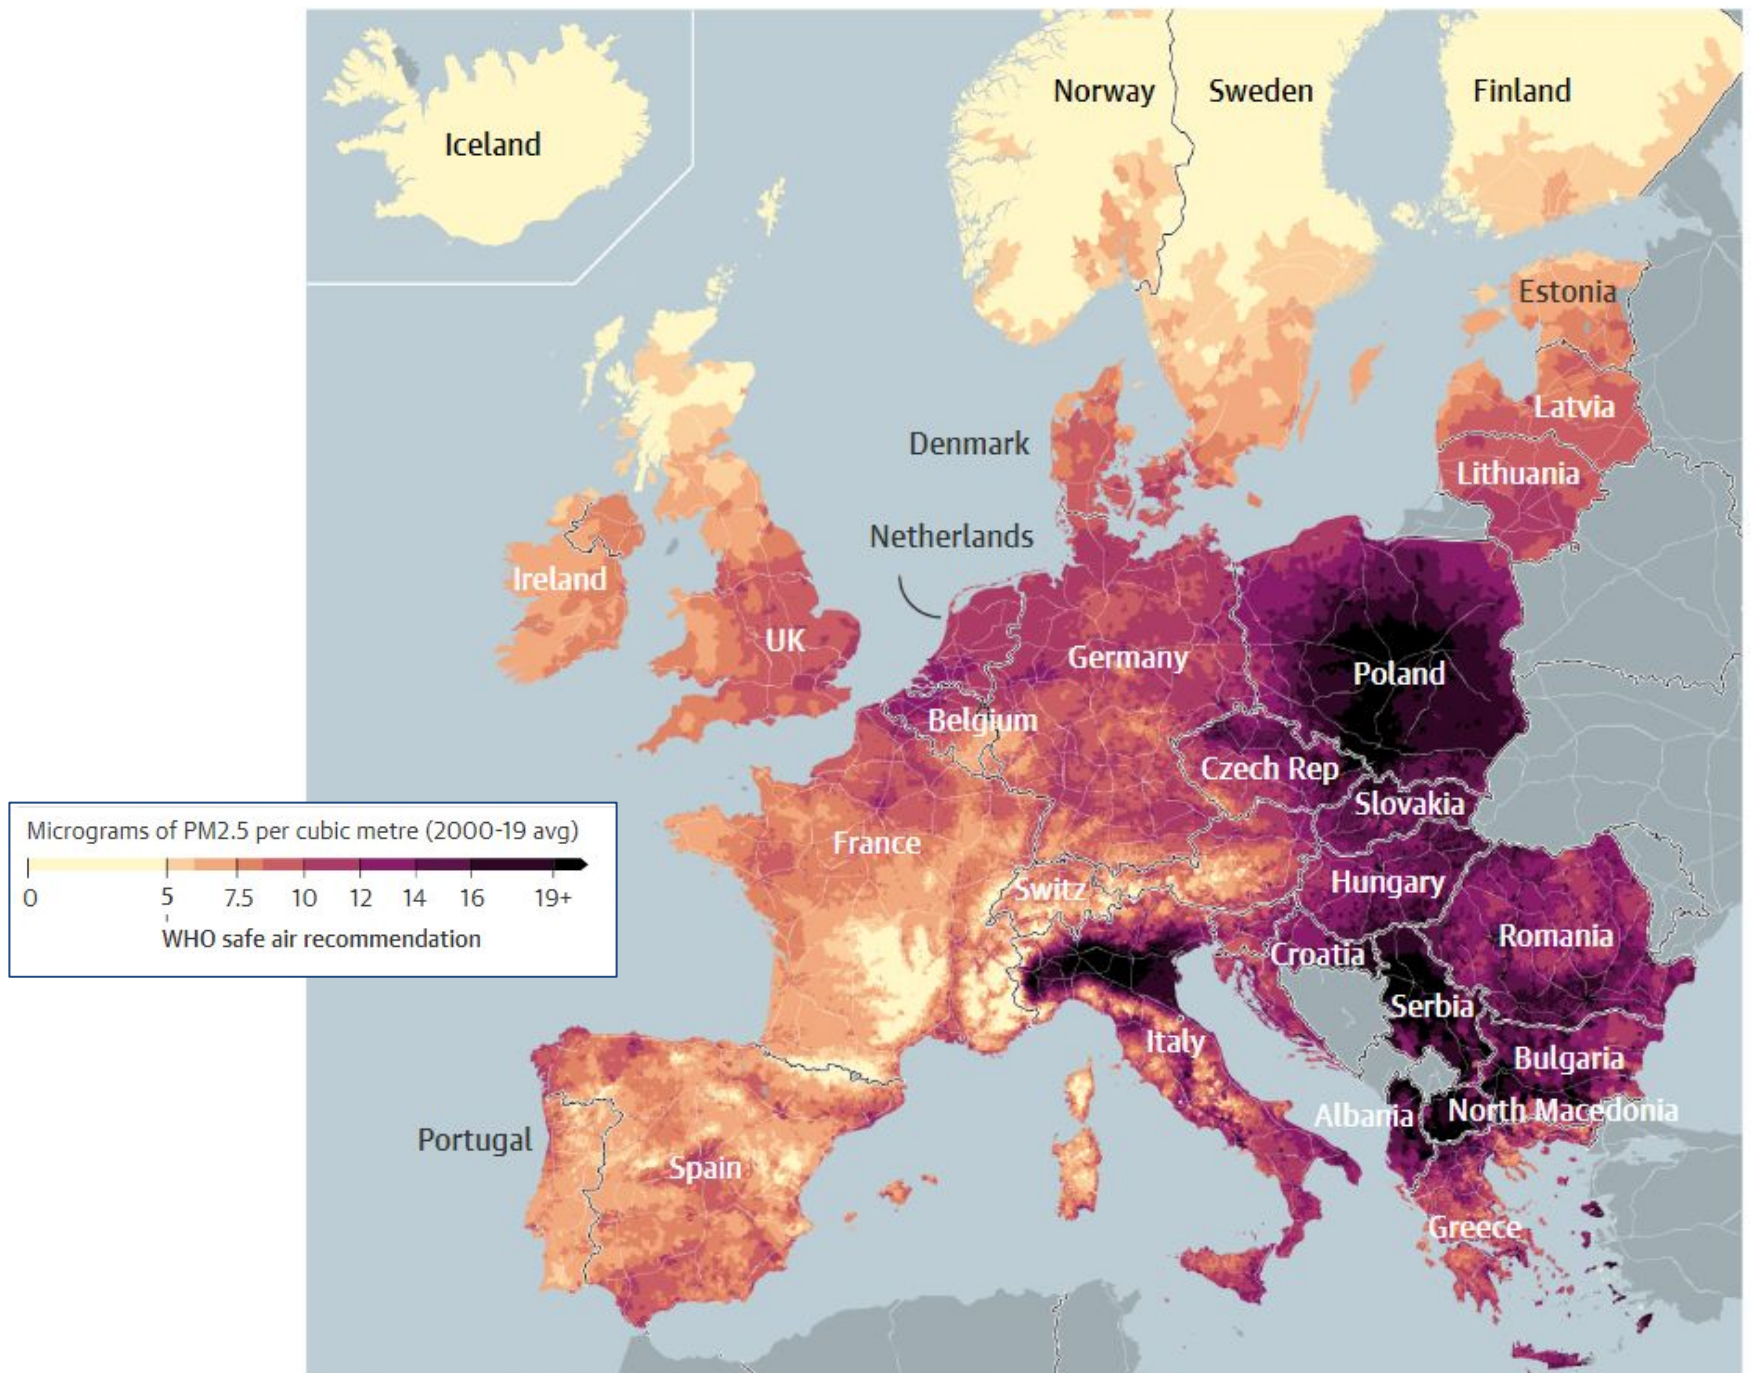 Iceland
Norway
Sweden
Finland
Estonia
Latvia
Denmark
Lithuania
Netherlands
Ireland
UK
Germany
Poland
Belgium
Czech Rep
Slovakia
Micrograms of PM2.5 per cubic metre (2000-19 avg)
0 5 7.5 10 12 14 16 19+
WHO safe air recommendation
France
Switz
Hungary
Romania
Croatia
Serbia
Italy
Bulgaria
Albania
North Macedonia
Portugal
Spain
Greece